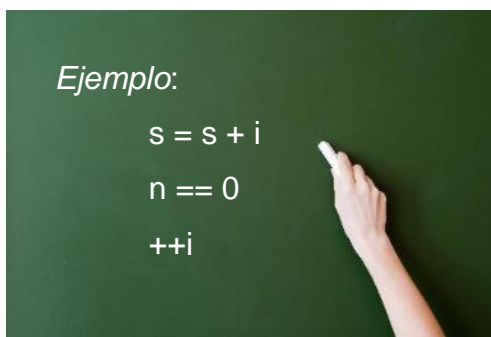 Ejemplo:
s = s + i
n == 0
++i